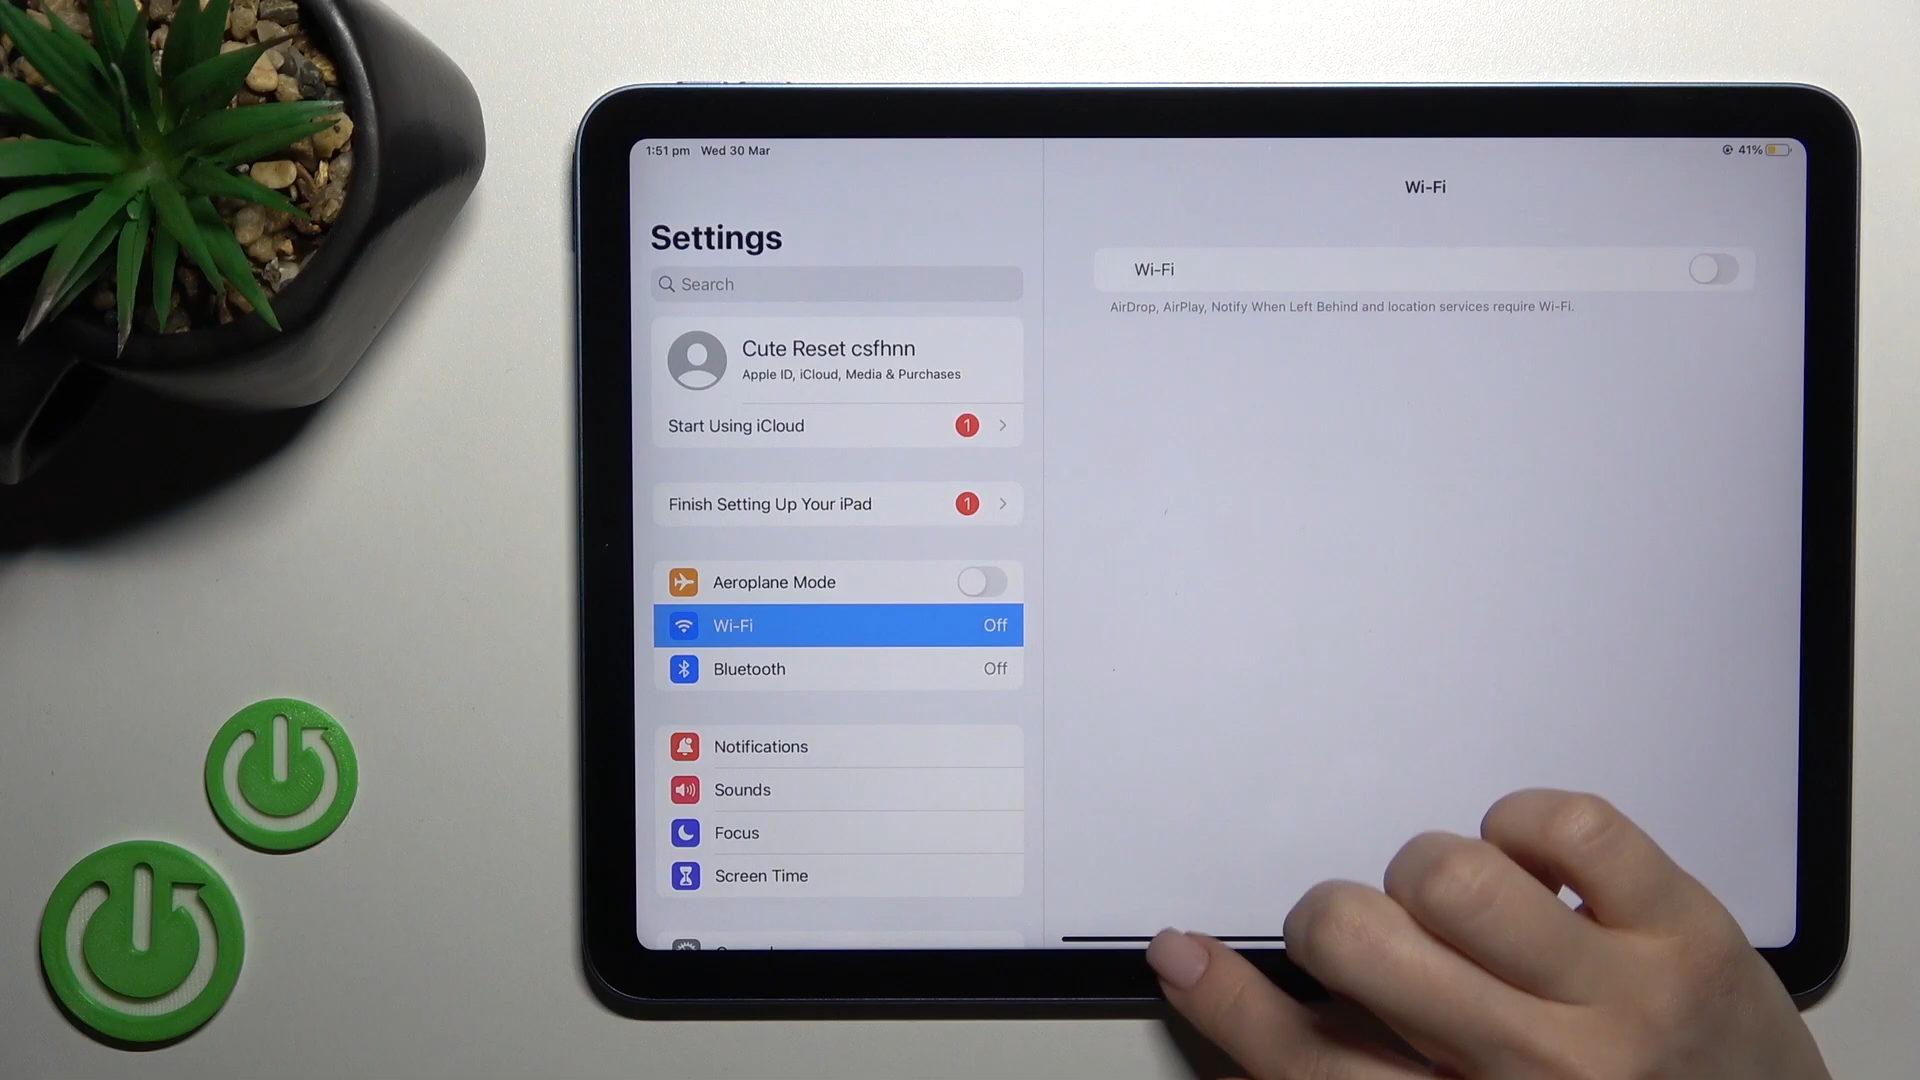 1:51 pm Wed 30 Mar
41%
Settings
Search
Cute Reset csfhnn
Apple ID, iCloud, Media & Purchases
Start Using iCloud 1
Finish Setting Up Your iPad 1
Aeroplane Mode
Wi-Fi Off
Bluetooth Off
Notifications
Sounds
Focus
Screen Time
Wi-Fi
Wi-Fi
AirDrop, AirPlay, Notify When Left Behind and location services require Wi-Fi.